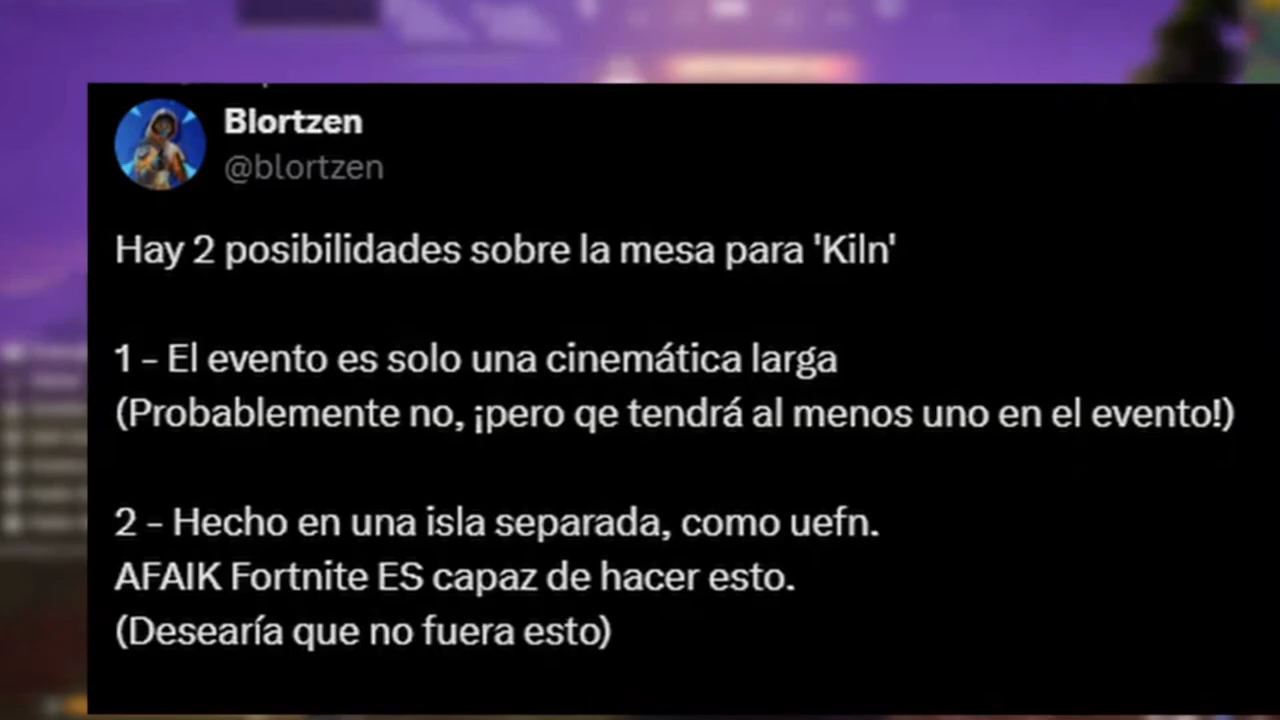 Blortzen
@blortzen
Hay 2 posibilidades sobre la mesa para 'Kiln'
1 - El evento es solo una cinemática larga
(Probablemente no, ¡pero qe tendrá al menos uno en el evento!)
2 - Hecho en una isla separada, como uefn.
AFAIK Fortnite ES capaz de hacer esto.
(Desearía que no fuera esto)